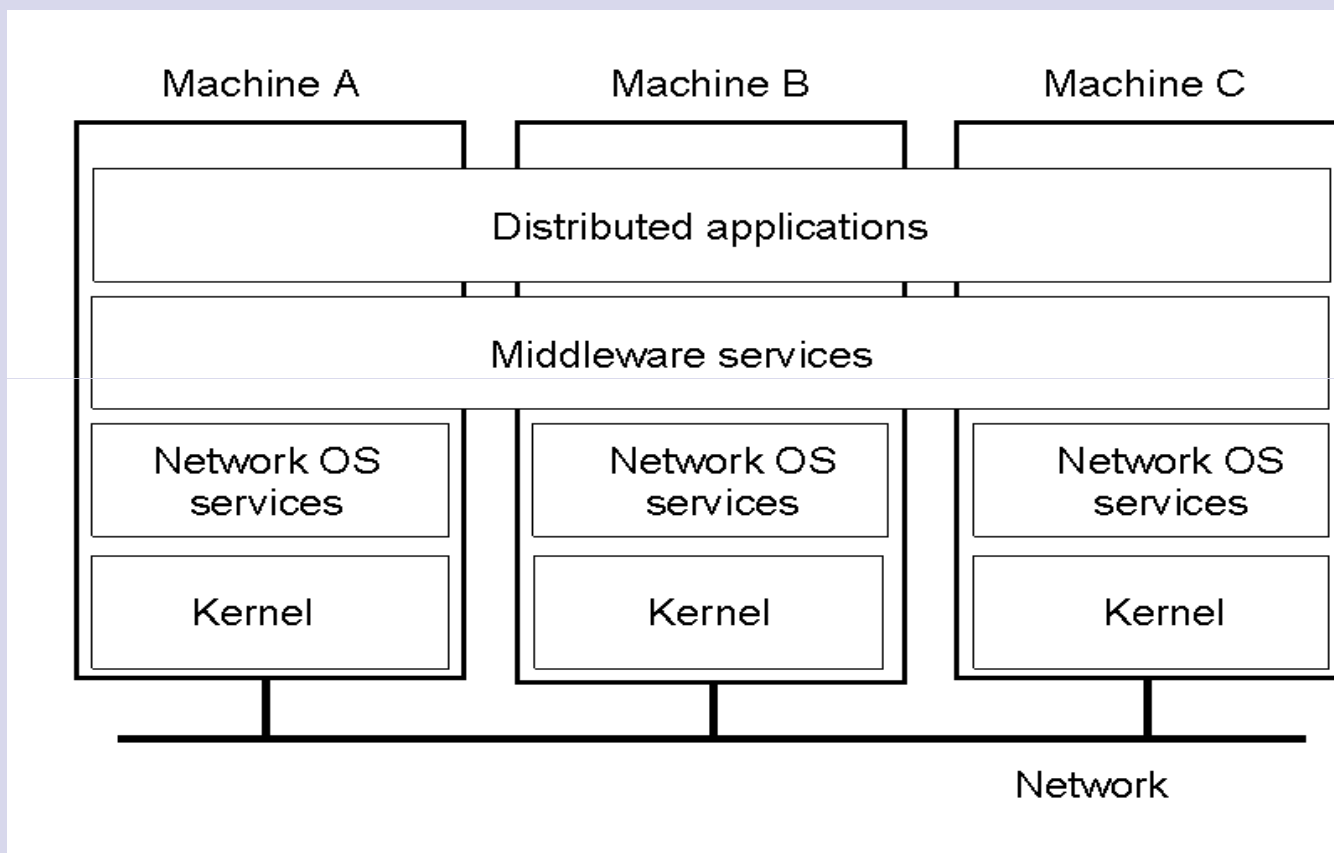 Machine A
Machine B
Machine C
Distributed applications
Middleware services
Network OS
services
Network OS
services
Network OS
services
Kernel
Kernel
Kernel
Network